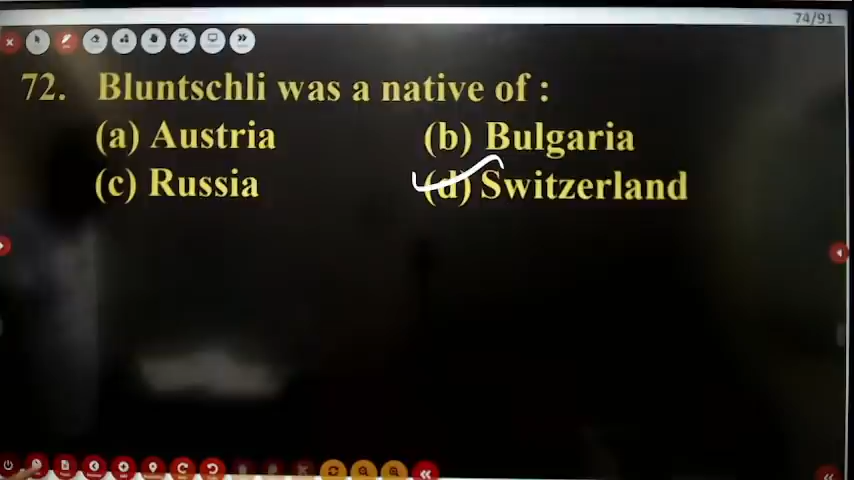 74/91
72. Bluntschli was a native of :
(a) Austria (b) Bulgaria
(c) Russia (d) Switzerland